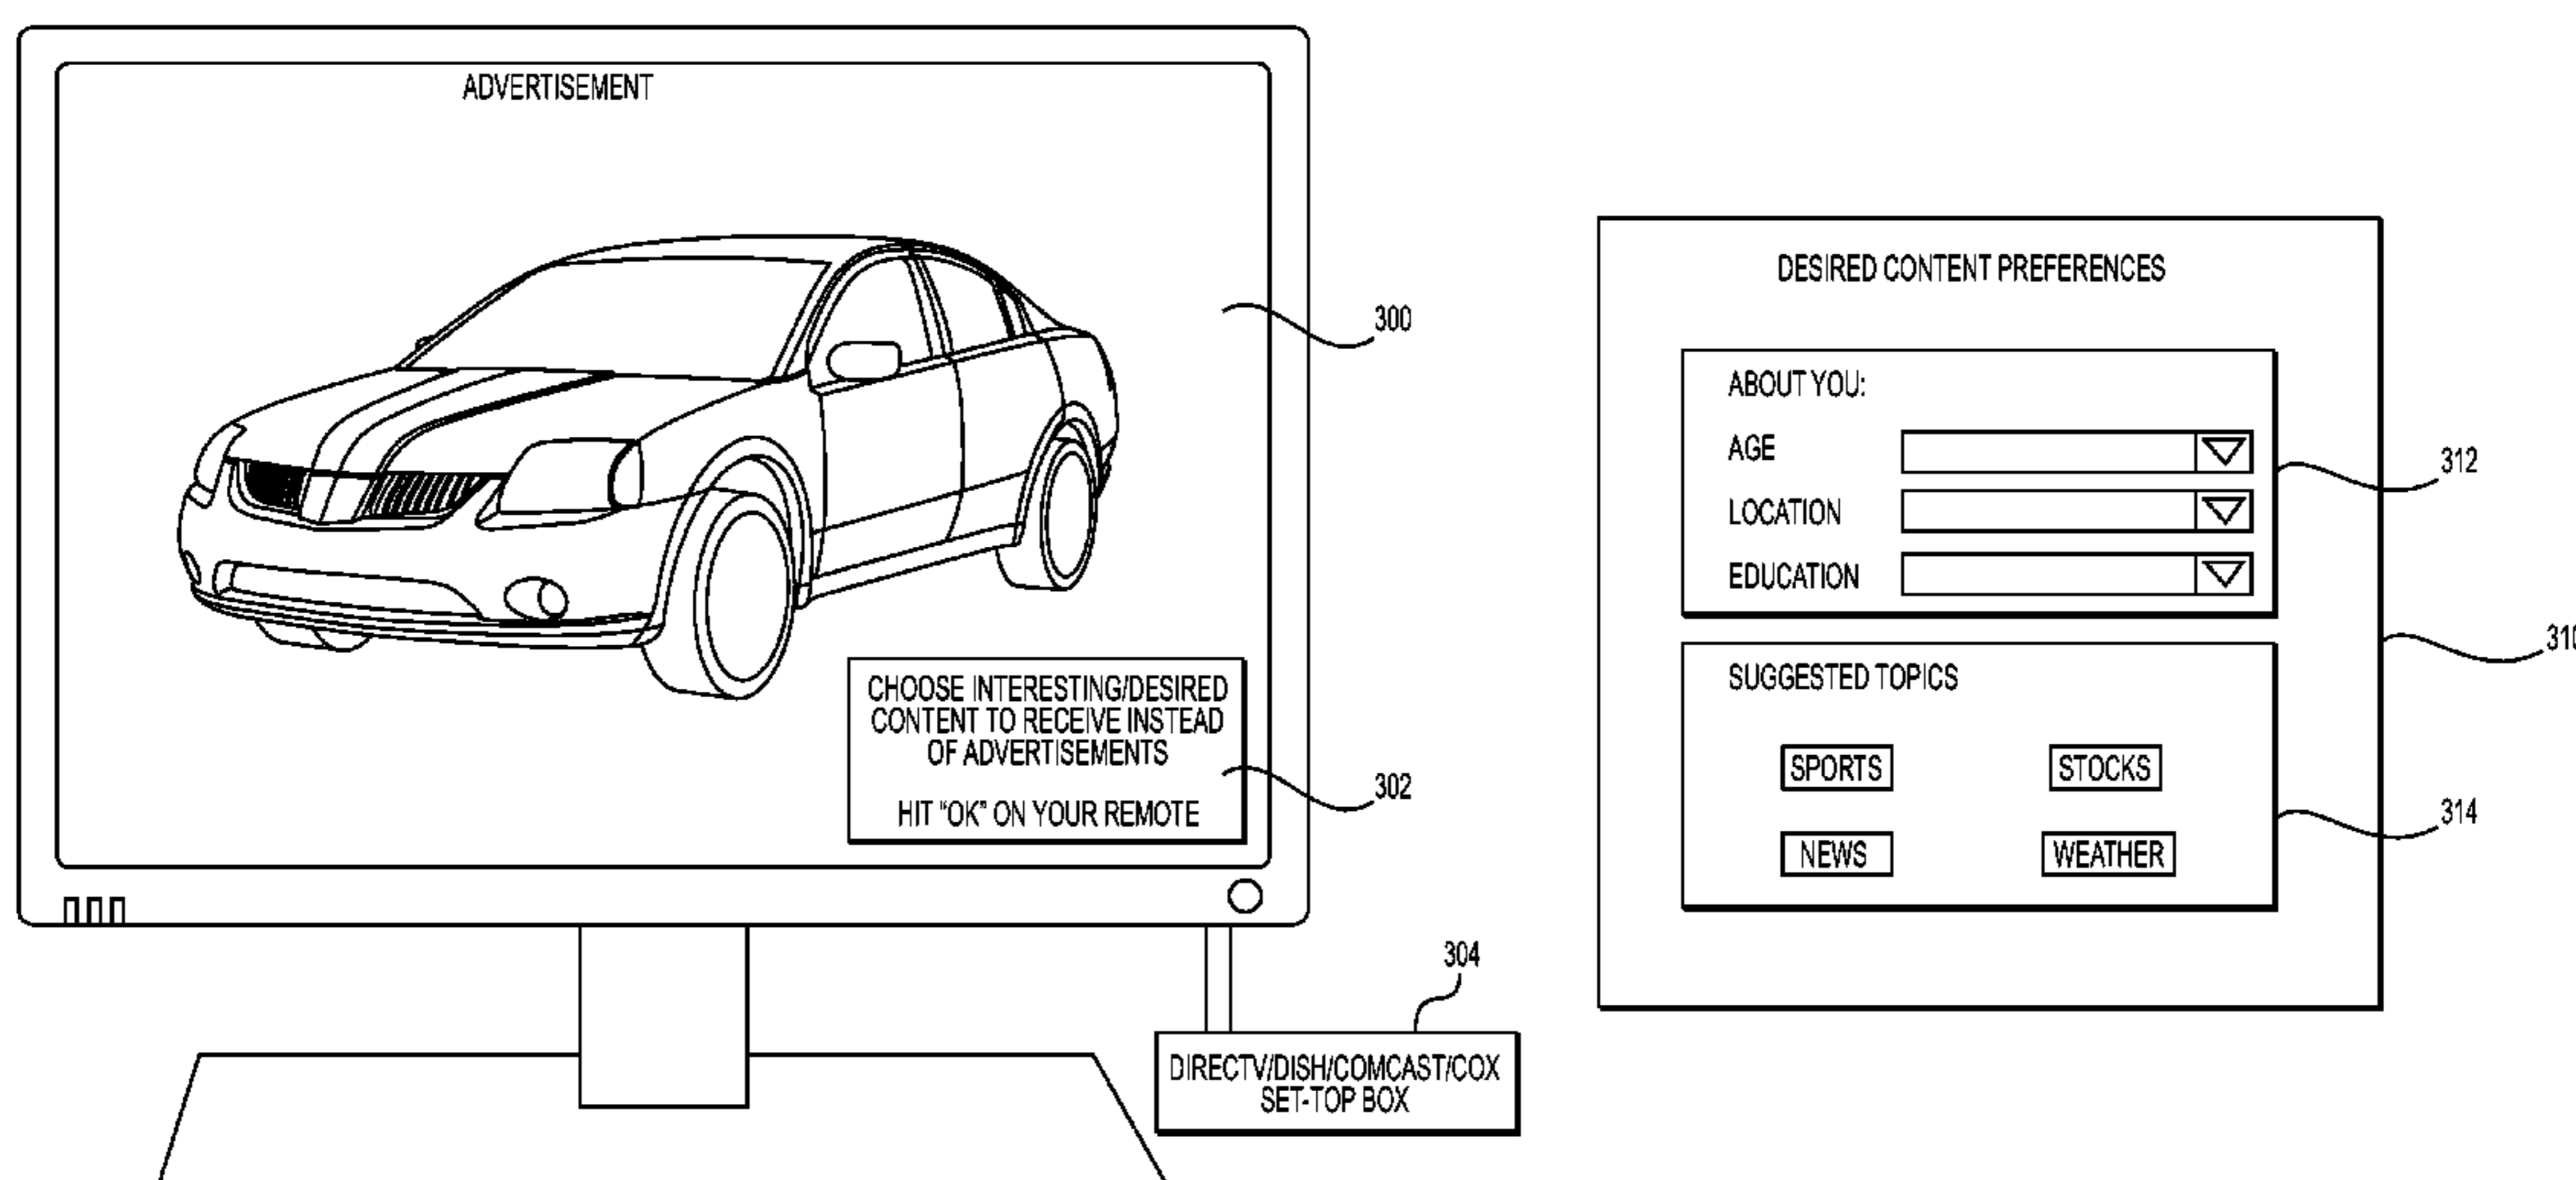 ADVERTISEMENT
300
CHOOSE INTERESTING/DESIRED
CONTENT TO RECEIVE INSTEAD
OF ADVERTISEMENTS
HIT “OK” ON YOUR REMOTE
302
304
DIRECTV/DISH/COMCAST/COX
SET-TOP BOX
DESIRED CONTENT PREFERENCES
ABOUT YOU:
AGE
LOCATION
EDUCATION
312
310
SUGGESTED TOPICS
SPORTS
STOCKS
NEWS
WEATHER
314